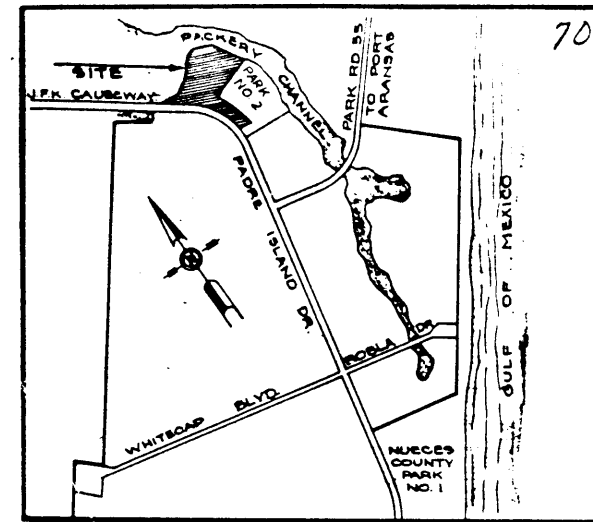 70
PACKERY CHANNEL
SITE
J.F.K. CAUSEWAY
PARK
NO. 2
PARK RD 53
TO PORT
ARANSAS
PADRE ISLAND DR.
GULF OF MEXICO
ROBLA DR
WHITECAP BLVD.
NUECES
COUNTY
PARK
NO. 1